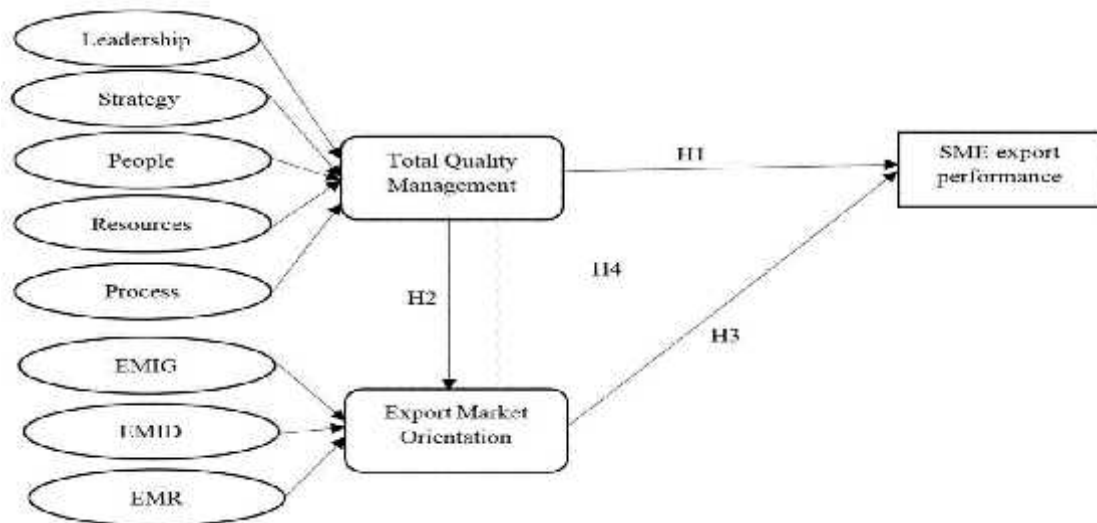 Leadership
Strategy
People
Resources
Process
EMIG
EMID
EMR
Total Quality
Management
Export Market
Orientation
H1
H2
H4
H3
SME export
performance